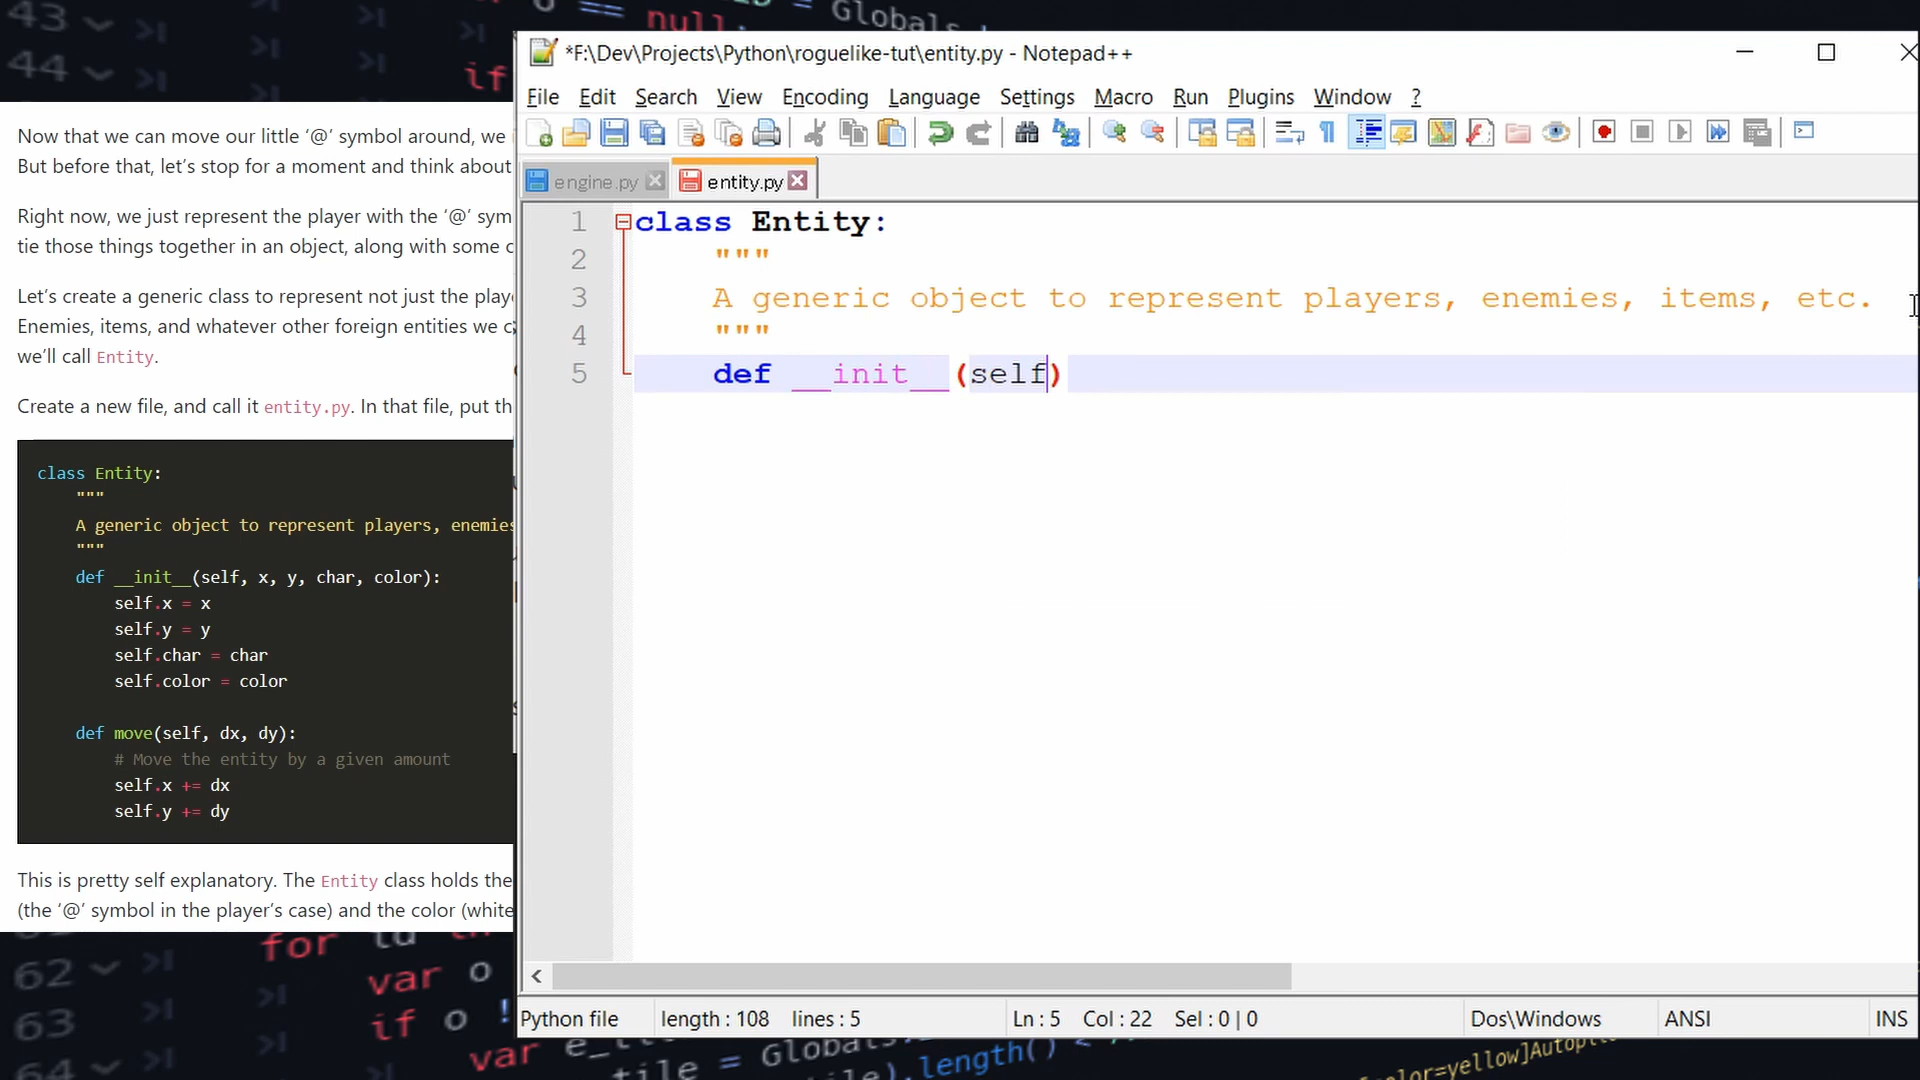 43
44
null
Globals
if
Now that we can move our little ‘@’ symbol around, we
But before that, let’s stop for a moment and think about
Right now, we just represent the player with the ‘@’ sym
tie those things together in an object, along with some c
Let’s create a generic class to represent not just the playe
Enemies, items, and whatever other foreign entities we c
we’ll call Entity.
Create a new file, and call it entity.py. In that file, put th
class Entity:
"""
A generic object to represent players, enemies
"""
def __init__(self, x, y, char, color):
self.x = x
self.y = y
self.char = char
self.color = color
def move(self, dx, dy):
# Move the entity by a given amount
self.x += dx
self.y += dy
This is pretty self explanatory. The Entity class holds the
(the ‘@’ symbol in the player’s case) and the color (white
*F:\Dev\Projects\Python\roguelike-tut\entity.py - Notepad++
File Edit Search View Encoding Language Settings Macro Run Plugins Window ?
engine.py entity.py
1 class Entity:
2 """
3 A generic object to represent players, enemies, items, etc.
4 """
5 def __init__(self)
Python file length : 108 lines : 5 Ln : 5 Col : 22 Sel : 0 | 0 Dos\Windows ANSI INS
for
62 var o
63 if o !
64 var
tile = Globals.
.length()
color=yellow]